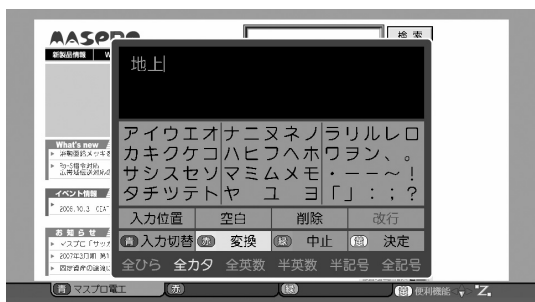 MASPRO
検 索
新製品情報
地上
アイウエオナニヌネノラリルレロ
カキクケコハヒフヘホワヲン、。
サシスセソマミムメモ・ー－～！
タチツテトヤ ユ ヨ「」：；？
入力位置 空白 削除 改行
青 入力切替 赤 変換 緑 中止 黄 決定
全ひら 全カタ 全英数 半英数 半記号 全記号
What's new
イベント情報
お知らせ
青 マスプロ電工 赤 緑 黄 便利機能